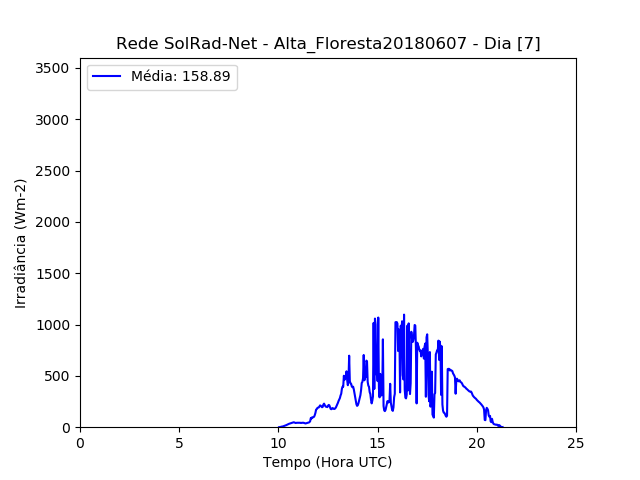 Rede SolRad-Net - Alta_Floresta20180607 - Dia [7]
Média: 158.89
3500
3000
2500
2000
1500
1000
500
0
Irradiância (Wm-2)
0 5 10 15 20 25
Tempo (Hora UTC)